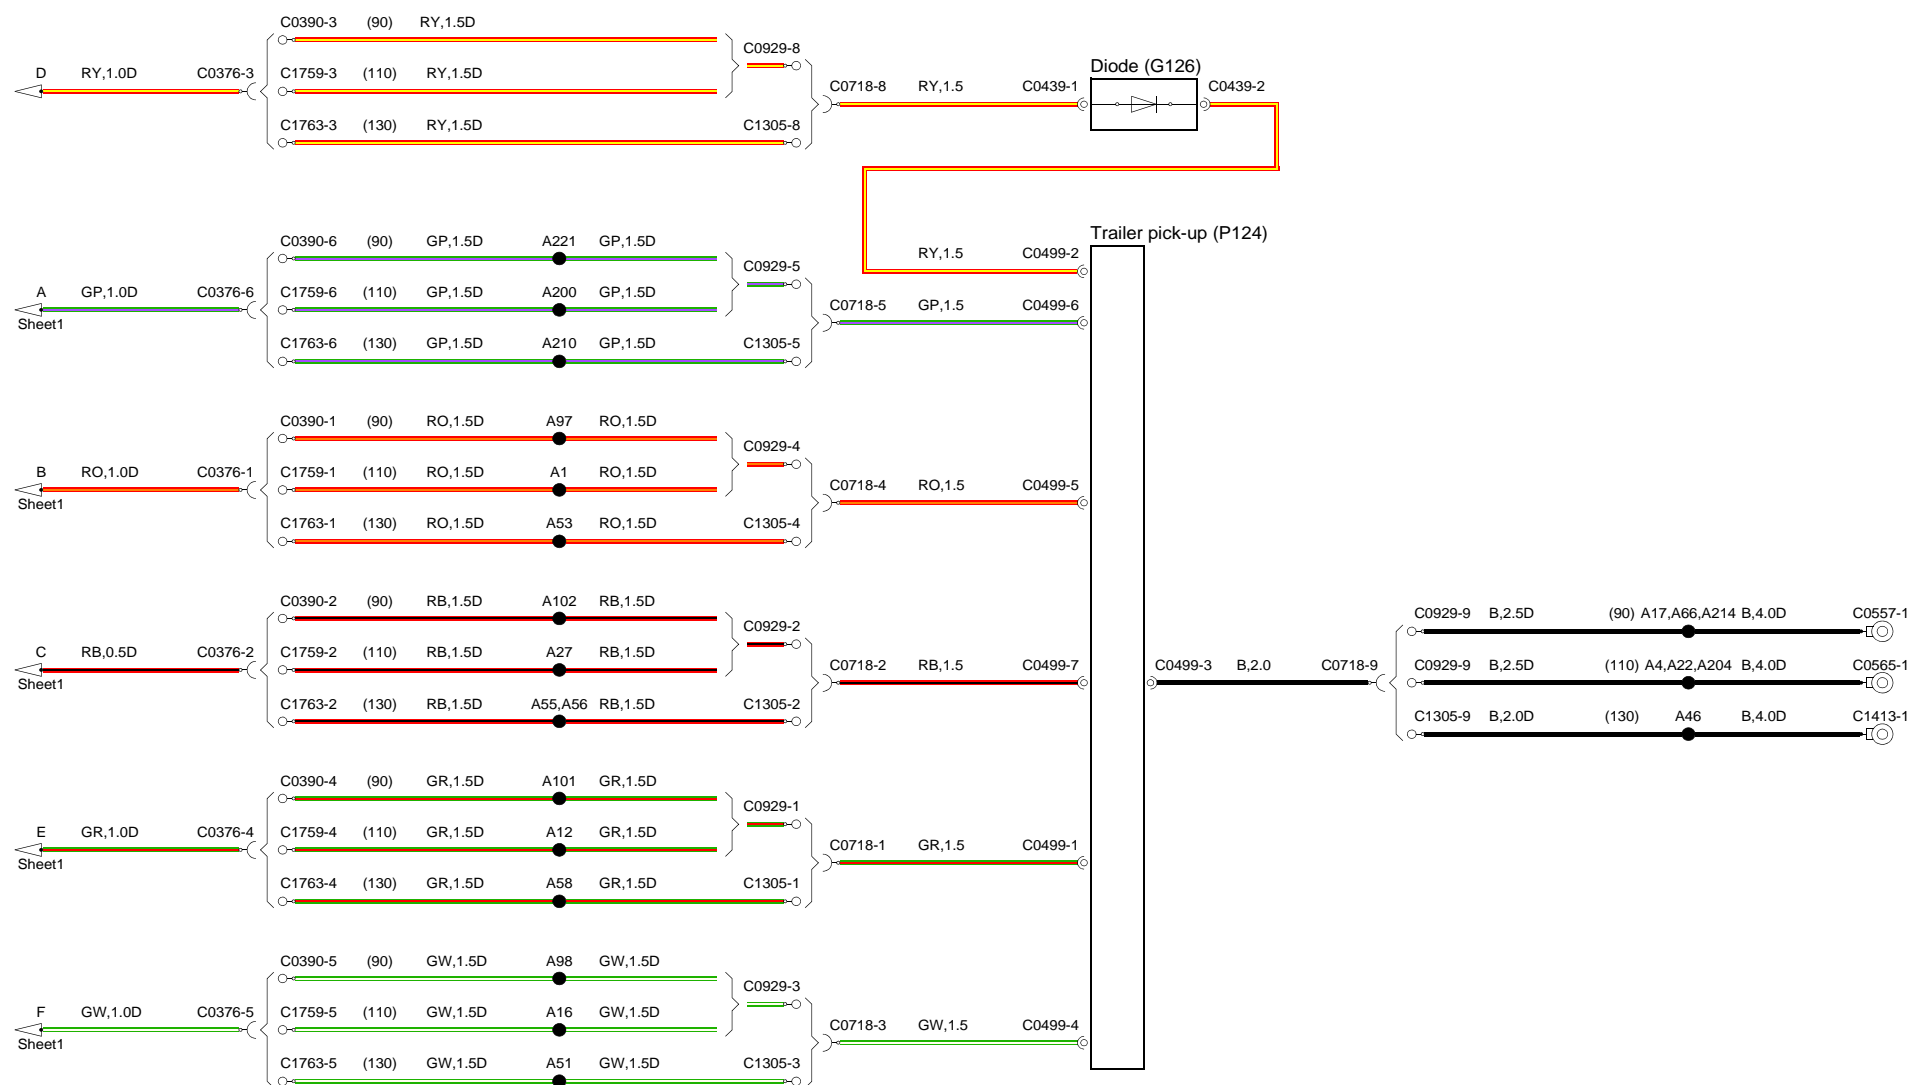 C0390-3 (90) RY,1.5D
C0929-8
D RY,1.0D C0376-3 C1759-3 (110) RY,1.5D
Diode (G126)
C0718-8 RY,1.5 C0439-1 C0439-2
C1763-3 (130) RY,1.5D C1305-8
Trailer pick-up (P124)
C0390-6 (90) GP,1.5D A221 GP,1.5D
RY,1.5 C0499-2
C0929-5
A GP,1.0D C0376-6 C1759-6 (110) GP,1.5D A200 GP,1.5D
C0718-5 GP,1.5 C0499-6
Sheet1
C1763-6 (130) GP,1.5D A210 GP,1.5D C1305-5
C0390-1 (90) RO,1.5D A97 RO,1.5D
C0929-4
B RO,1.0D C0376-1 C1759-1 (110) RO,1.5D A1 RO,1.5D
C0718-4 RO,1.5 C0499-5
Sheet1
C1763-1 (130) RO,1.5D A53 RO,1.5D C1305-4
C0390-2 (90) RB,1.5D A102 RB,1.5D
C0929-9 B,2.5D (90) A17,A66,A214 B,4.0D C0557-1
C0929-2
C RB,0.5D C0376-2 C1759-2 (110) RB,1.5D A27 RB,1.5D
C0718-2 RB,1.5 C0499-7 C0499-3 B,2.0 C0718-9
C0929-9 B,2.5D (110) A4,A22,A204 B,4.0D C0565-1
Sheet1
C1763-2 (130) RB,1.5D A55,A56 RB,1.5D C1305-2
C1305-9 B,2.0D (130) A46 B,4.0D C1413-1
C0390-4 (90) GR,1.5D A101 GR,1.5D
C0929-1
E GR,1.0D C0376-4 C1759-4 (110) GR,1.5D A12 GR,1.5D
C0718-1 GR,1.5 C0499-1
Sheet1
C1763-4 (130) GR,1.5D A58 GR,1.5D C1305-1
C0390-5 (90) GW,1.5D A98 GW,1.5D
C0929-3
F GW,1.0D C0376-5 C1759-5 (110) GW,1.5D A16 GW,1.5D
C0718-3 GW,1.5 C0499-4
Sheet1
C1763-5 (130) GW,1.5D A51 GW,1.5D C1305-3